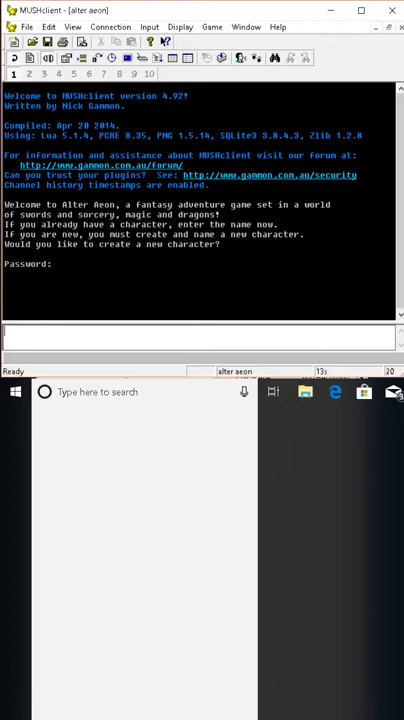 MUSHclient - [alter aeon]
File Edit View Connection Input Display Game Window Help
1 2 3 4 5 6 7 8 9 10
Welcome to MUSHclient version 4.92!
Written by Nick Gammon.
Compiled: Apr 20 2014.
Using: Lua 5.1.4, PCRE 8.35, PNG 1.5.14, SQLite3 3.8.4.3, Zlib 1.2.8
For information and assistance about MUSHclient visit our forum at:
http://www.gammon.com.au/forum/
Can you trust your plugins? See: http://www.gammon.com.au/security
Channel history timestamps are enabled.
Welcome to Alter Aeon, a fantasy adventure game set in a world
of swords and sorcery, magic and dragons!
If you already have a character, enter the name now.
If you are new, you must create and name a new character.
Would you like to create a new character?
Password:
Ready alter aeon 13s 20
Type here to search